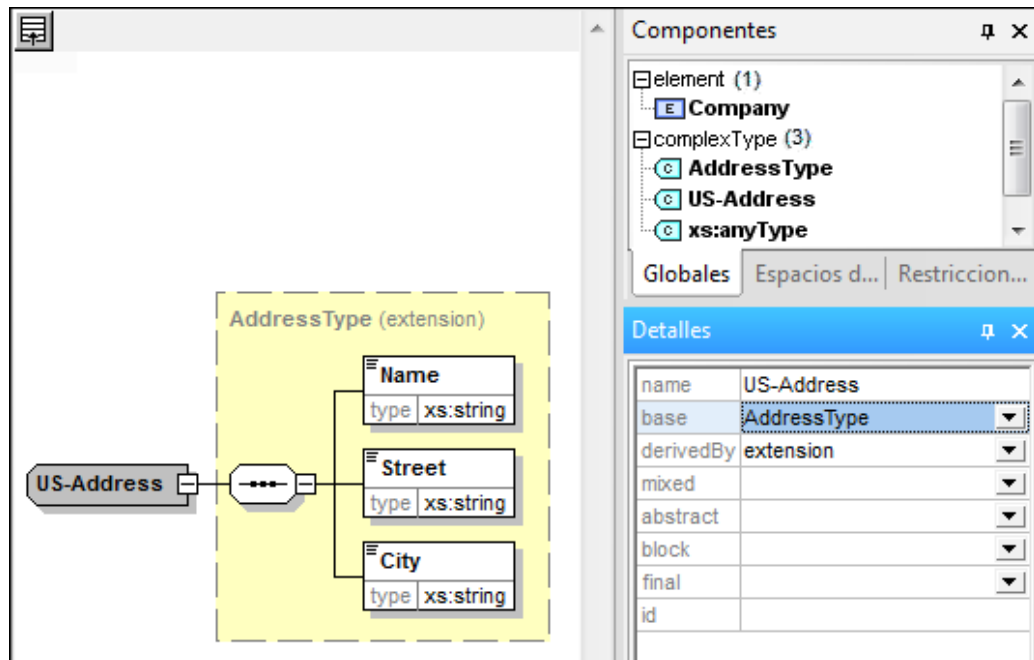 AddressType (extension)
Name
type xs:string
US-Address
Street
type xs:string
City
type xs:string
Componentes
element (1)
E Company
complexType (3)
C AddressType
C US-Address
C xs:anyType
Globales Espacios d... Restriccion...
Detalles
name US-Address
base AddressType
derivedBy extension
mixed
abstract
block
final
id